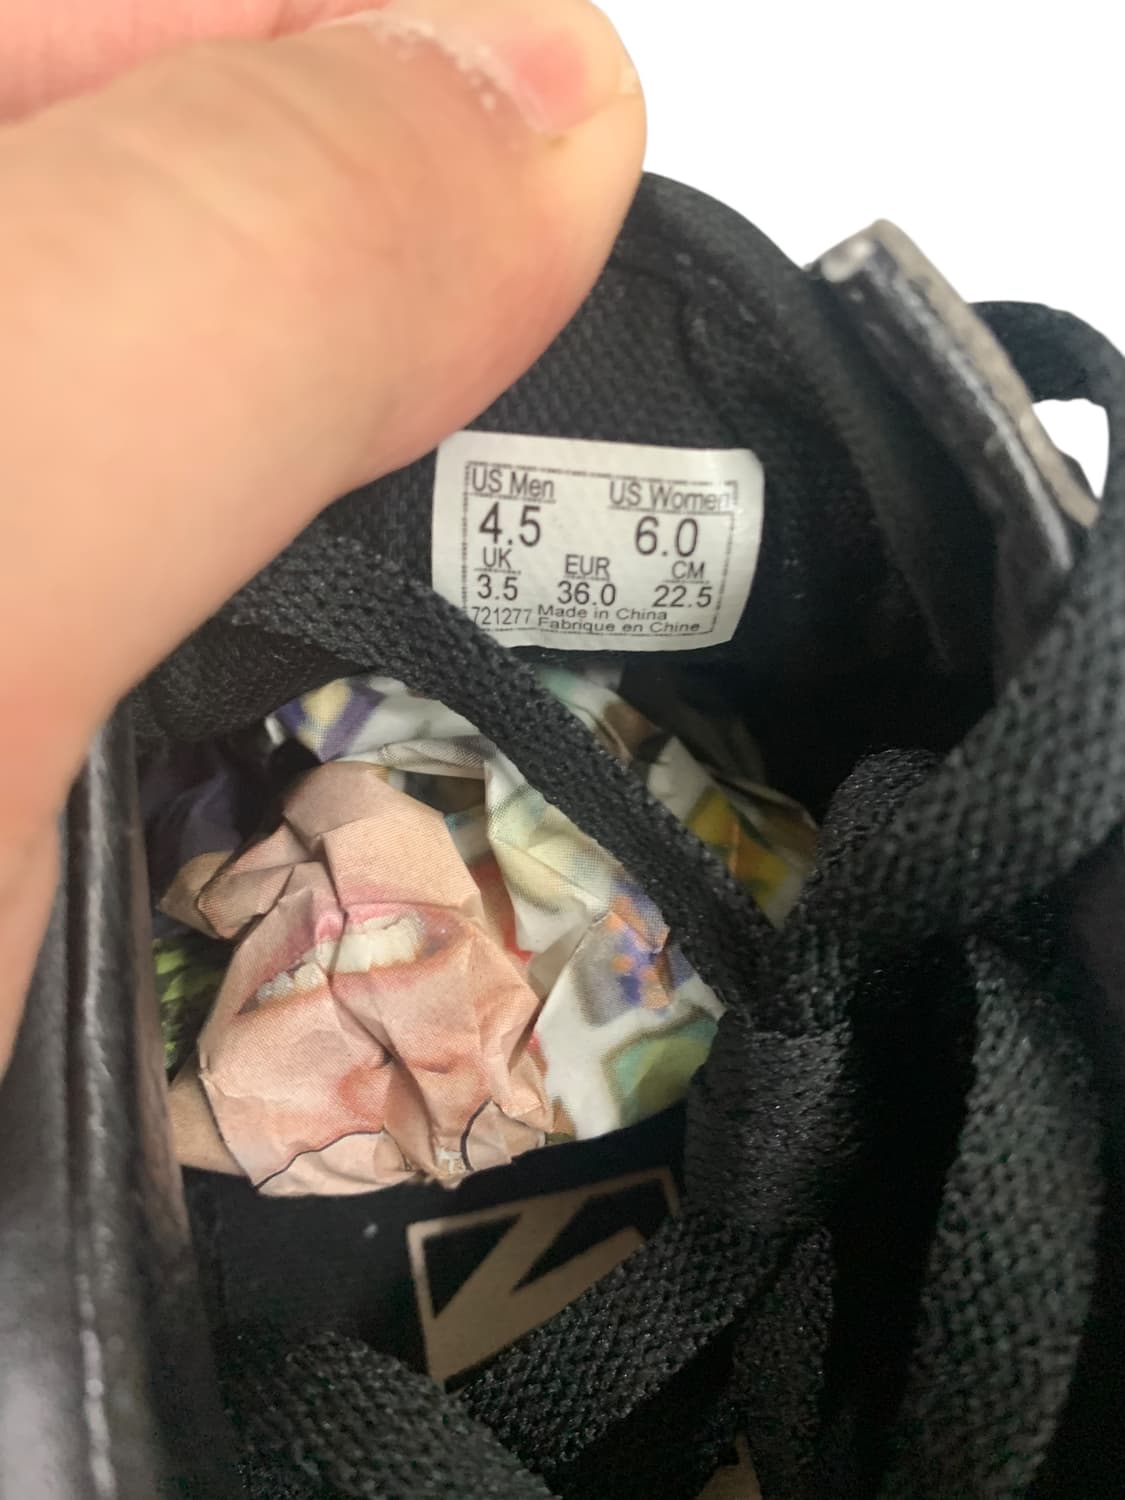 US Men US Women
4.5 6.0
UK EUR CM
3.5 36.0 22.5
721277 Made in China
Fabrique en Chine